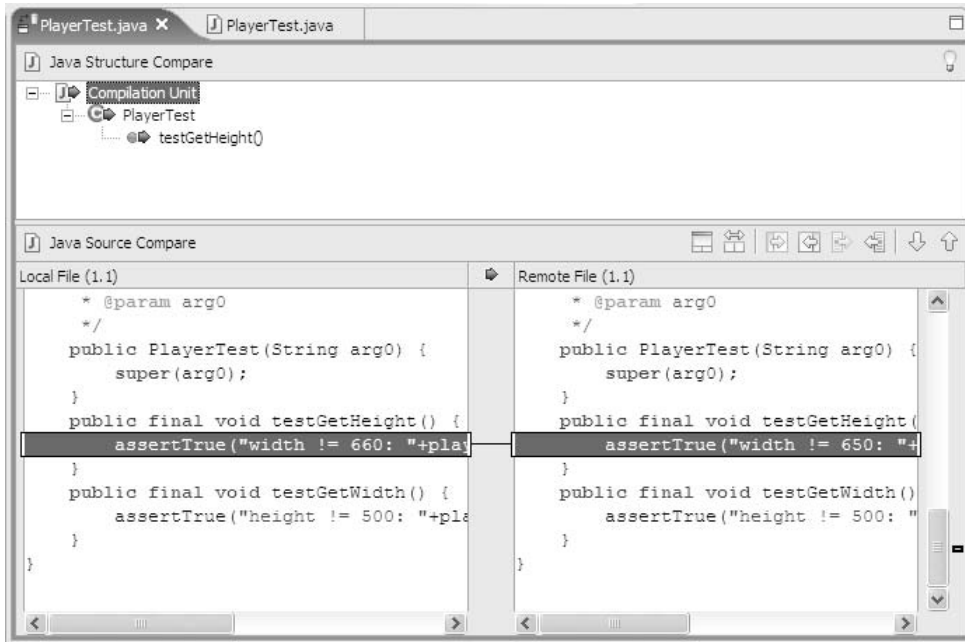 PlayerTest.java
PlayerTest.java
Java Structure Compare
Compilation Unit
PlayerTest
testGetHeight()
Java Source Compare
Local File (1.1)
* @param arg0
*/
public PlayerTest(String arg0) {
super(arg0);
}
public final void testGetHeight() {
assertTrue("width != 660: "+play
}
public final void testGetWidth() {
assertTrue("height != 500: "+pla
}
}
Remote File (1.1)
* @param arg0
*/
public PlayerTest(String arg0) {
super(arg0);
}
public final void testGetHeight(
assertTrue("width != 650: "+
}
public final void testGetWidth()
assertTrue("height != 500: "
}
}